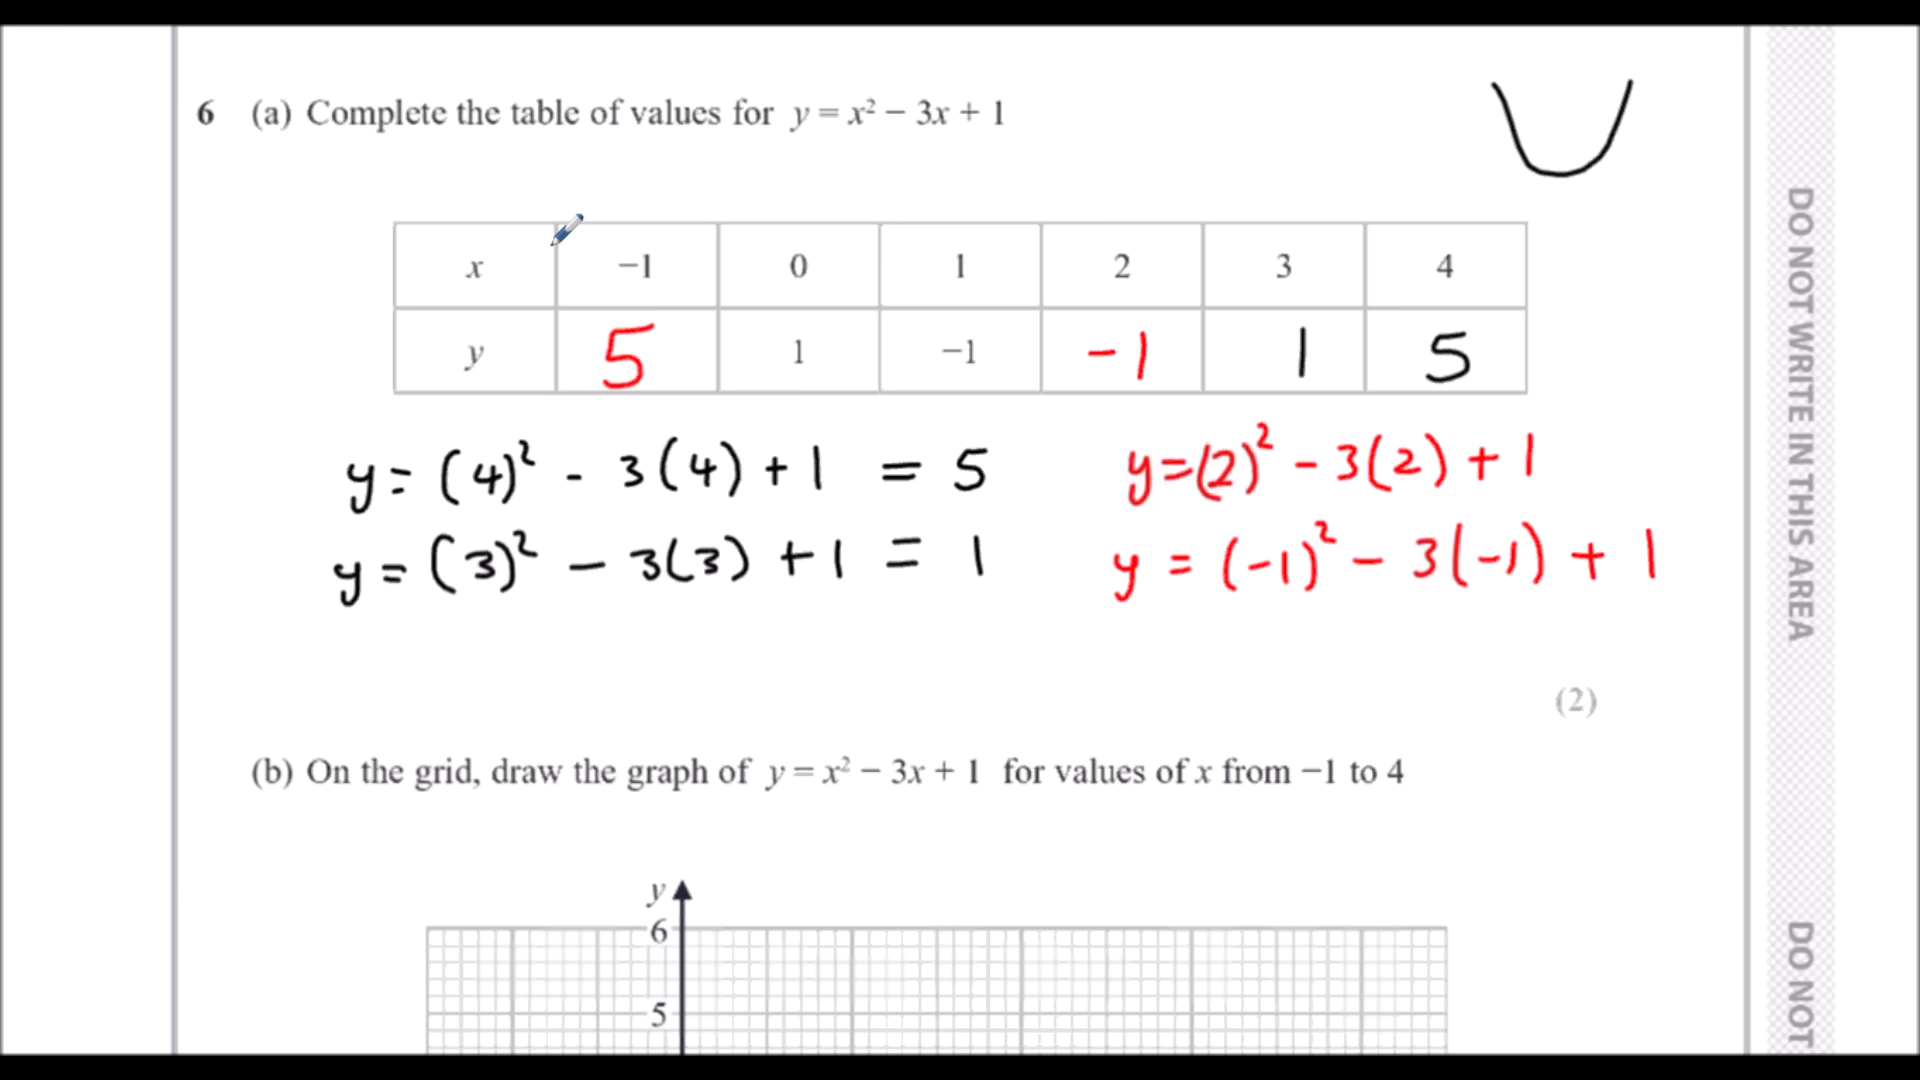 6 (a) Complete the table of values for y = x² − 3x + 1
x −1 0 1 2 3 4
y 5 1 −1 -1 1 5
y = (4)² - 3(4) + 1 = 5
y = (2)² - 3(2) + 1
y = (3)² - 3(3) + 1 = 1
y = (-1)² - 3(-1) + 1
(2)
(b) On the grid, draw the graph of y = x² − 3x + 1 for values of x from −1 to 4
y
6
5
DO NOT WRITE IN THIS AREA
DO NOT